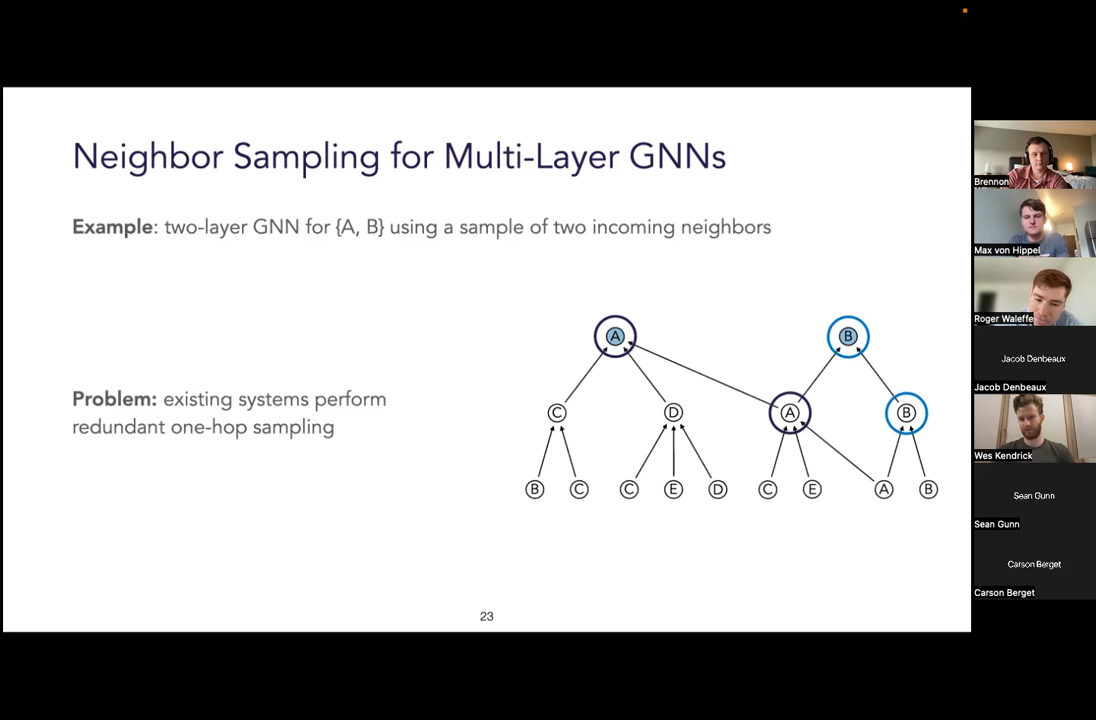 Neighbor Sampling for Multi-Layer GNNs
Example: two-layer GNN for {A, B} using a sample of two incoming neighbors
A B
Problem: existing systems perform
redundant one-hop sampling
C D A B
B C C E D C E A B
23
Brennon
Max von Hippel
Roger Waleffe
Jacob Denbeaux
Jacob Denbeaux
Wes Kendrick
Sean Gunn
Sean Gunn
Carson Berget
Carson Berget